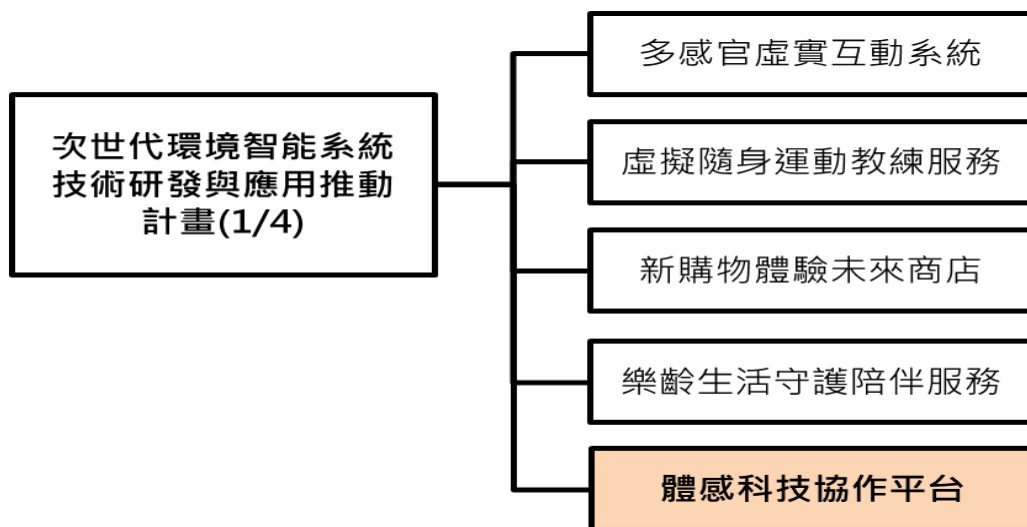 次世代環境智能系統
技術研發與應用推動
計畫(1/4)
多感官虛實互動系統
虛擬隨身運動教練服務
新購物體驗未來商店
樂齡生活守護陪伴服務
體感科技協作平台